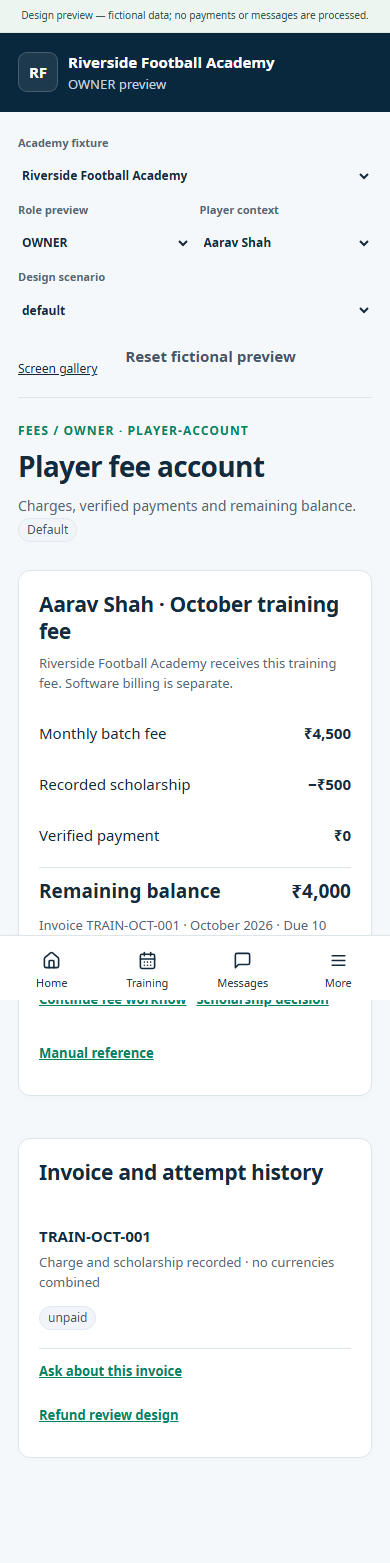 Design preview — fictional data; no payments or messages are processed.
RF
Riverside Football Academy
OWNER preview
Academy fixture
Riverside Football Academy
Role preview
Player context
OWNER
Aarav Shah
Design scenario
default
Screen gallery
Reset fictional preview
FEES / OWNER · PLAYER-ACCOUNT
Player fee account
Charges, verified payments and remaining balance.
Default
Aarav Shah · October training
fee
Riverside Football Academy receives this training
fee. Software billing is separate.
Monthly batch fee ₹4,500
Recorded scholarship −₹500
Verified payment ₹0
Remaining balance ₹4,000
Invoice TRAIN-OCT-001 · October 2026 · Due 10
Home
Training
Messages
More
Continue fee workflow Scholarship decision
Manual reference
Invoice and attempt history
TRAIN-OCT-001
Charge and scholarship recorded · no currencies
combined
unpaid
Ask about this invoice
Refund review design